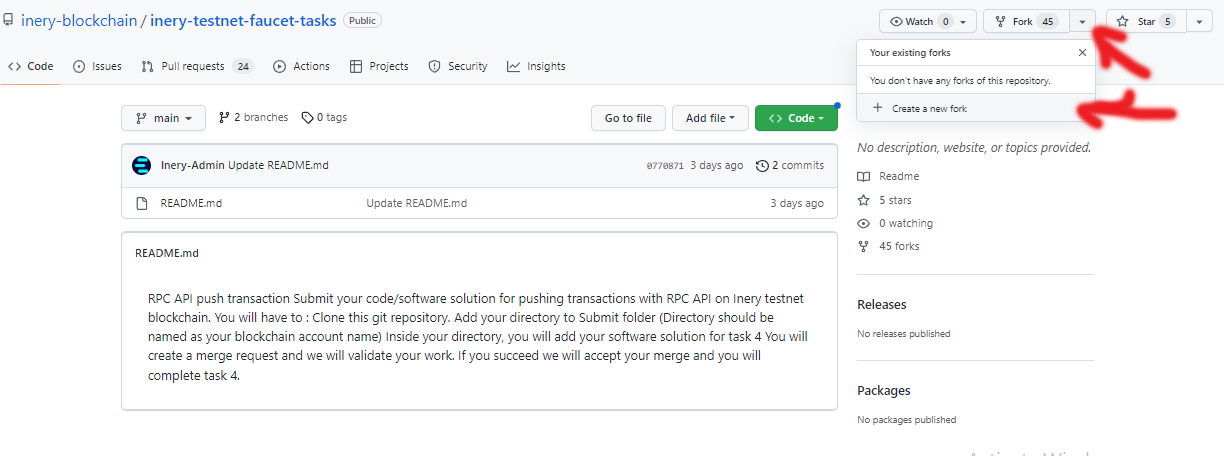 inery-blockchain / inery-testnet-faucet-tasks Public
Watch 0 Fork 45 Star 5
Your existing forks
You don't have any forks of this repository.
Create a new fork
Code Issues Pull requests 24 Actions Projects Security Insights
main 2 branches 0 tags Go to file Add file Code
No description, website, or topics provided.
Inery-Admin Update README.md 0770871 3 days ago 2 commits
README.md Update README.md 3 days ago
Readme
5 stars
0 watching
45 forks
README.md
RPC API push transaction Submit your code/software solution for pushing transactions with RPC API on Inery testnet
blockchain. You will have to : Clone this git repository. Add your directory to Submit folder (Directory should be
named as your blockchain account name) Inside your directory, you will add your software solution for task 4 You will
create a merge request and we will validate your work. If you succeed we will accept your merge and you will
complete task 4.
Releases
No releases published
Packages
No packages published